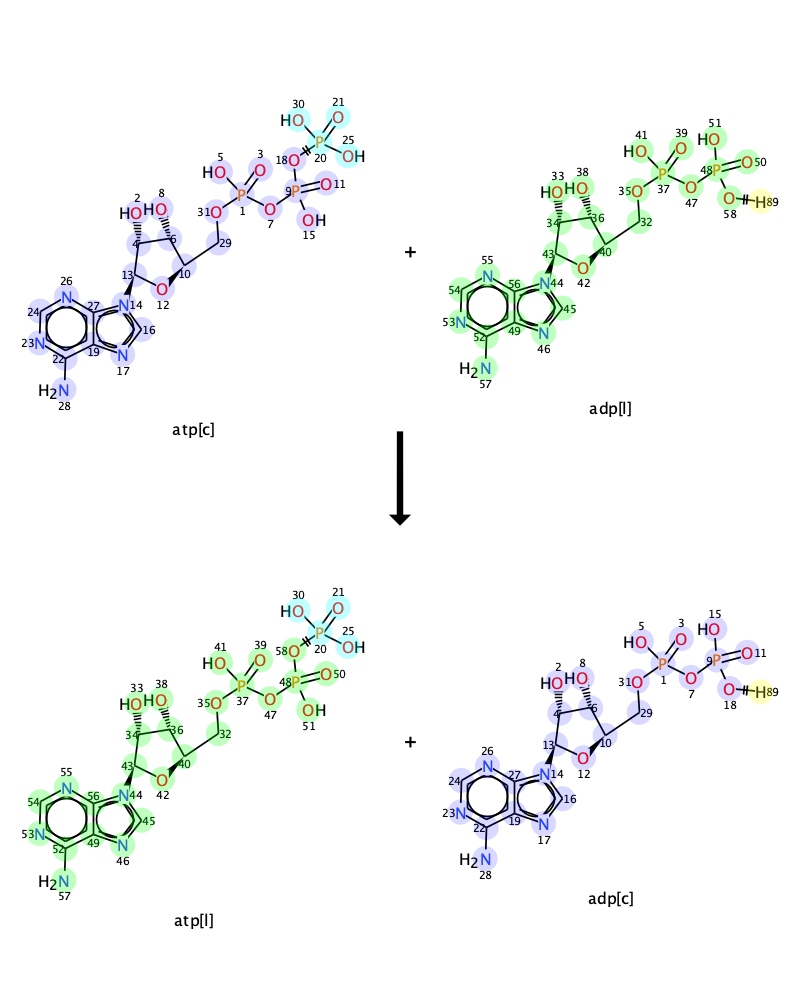 30 21
HO O
25
18 O P 20 OH
5 3
HO O
9 P O 11
P 1
31 O O 7
OH 15
2 8
HO HO
4 6
29
13 10
O 12
26
N
24 27 N 14
16
23 N
19 N 17
22
H2N
28
atp[c]
+
51
HO
41 39
HO O
48 P O 50
P 37
35 O O 47
O 58 H 89
33 38
HO HO
34 36
32
43 40
O 42
55
N
54 56 N 44
45
53 N
49 N 46
52
H2N
57
adp[l]
30 21
HO O
25
58 O P 20 OH
41 39
HO O
48 P O 50
P 37
35 O O 47
OH 51
33 38
HO HO
34 36
32
43 40
O 42
55
N
54 56 N 44
45
53 N
49 N 46
52
H2N
57
atp[l]
+
15
HO
5 3
HO O
9 P O 11
P 1
31 O O 7
O 18 H 89
2 8
HO HO
4 6
29
13 10
O 12
26
N
24 27 N 14
16
23 N
19 N 17
22
H2N
28
adp[c]